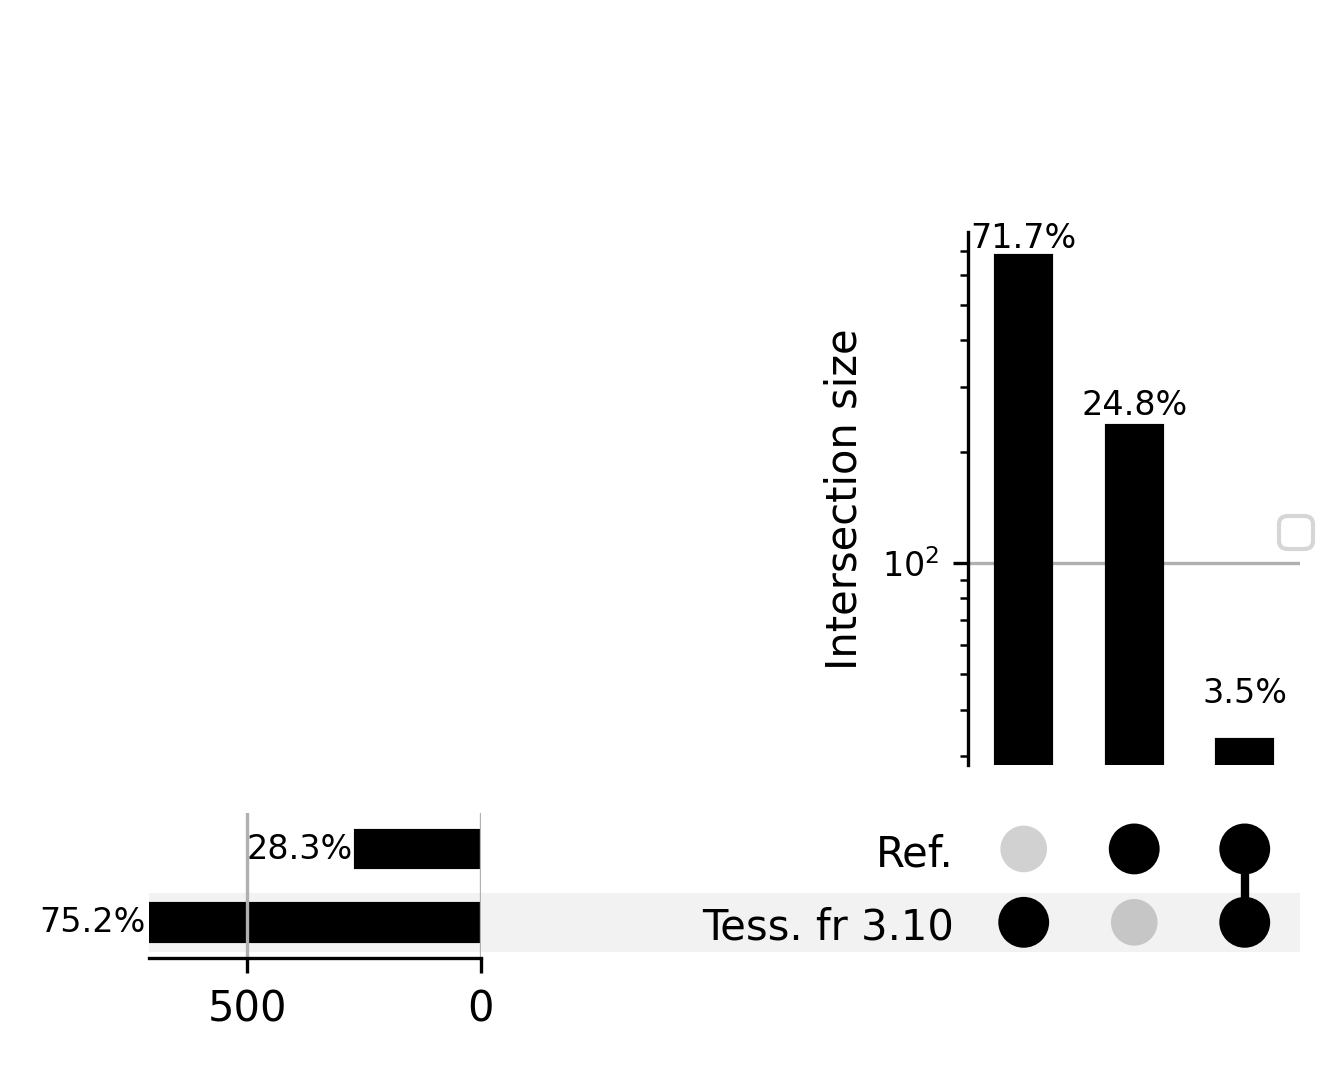 71.7%
24.8%
Intersection size
10²
3.5%
28.3%
Ref.
75.2%
Tess. fr 3.10
500
0